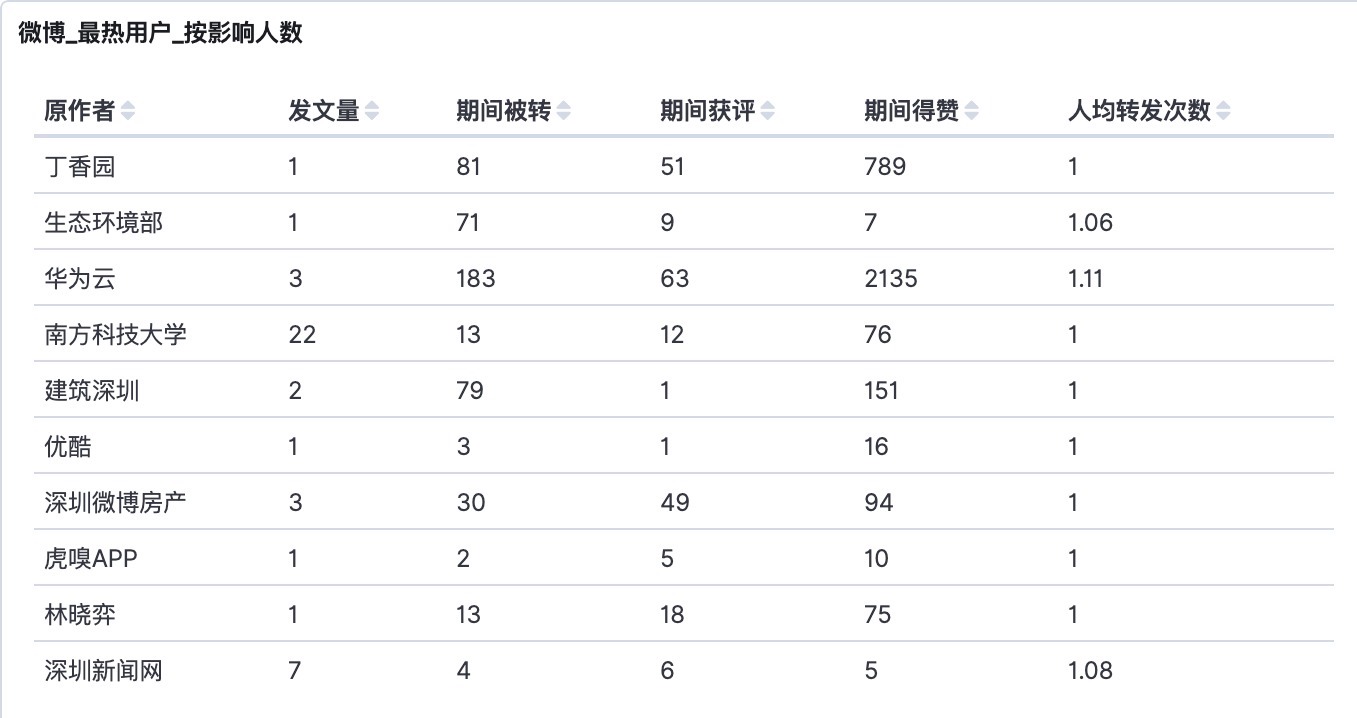 微博_最热用户_按影响人数
原作者 发文量 期间被转 期间获评 期间得赞 人均转发次数
丁香园 1 81 51 789 1
生态环境部 1 71 9 7 1.06
华为云 3 183 63 2135 1.11
南方科技大学 22 13 12 76 1
建筑深圳 2 79 1 151 1
优酷 1 3 1 16 1
深圳微博房产 3 30 49 94 1
虎嗅APP 1 2 5 10 1
林晓弈 1 13 18 75 1
深圳新闻网 7 4 6 5 1.08